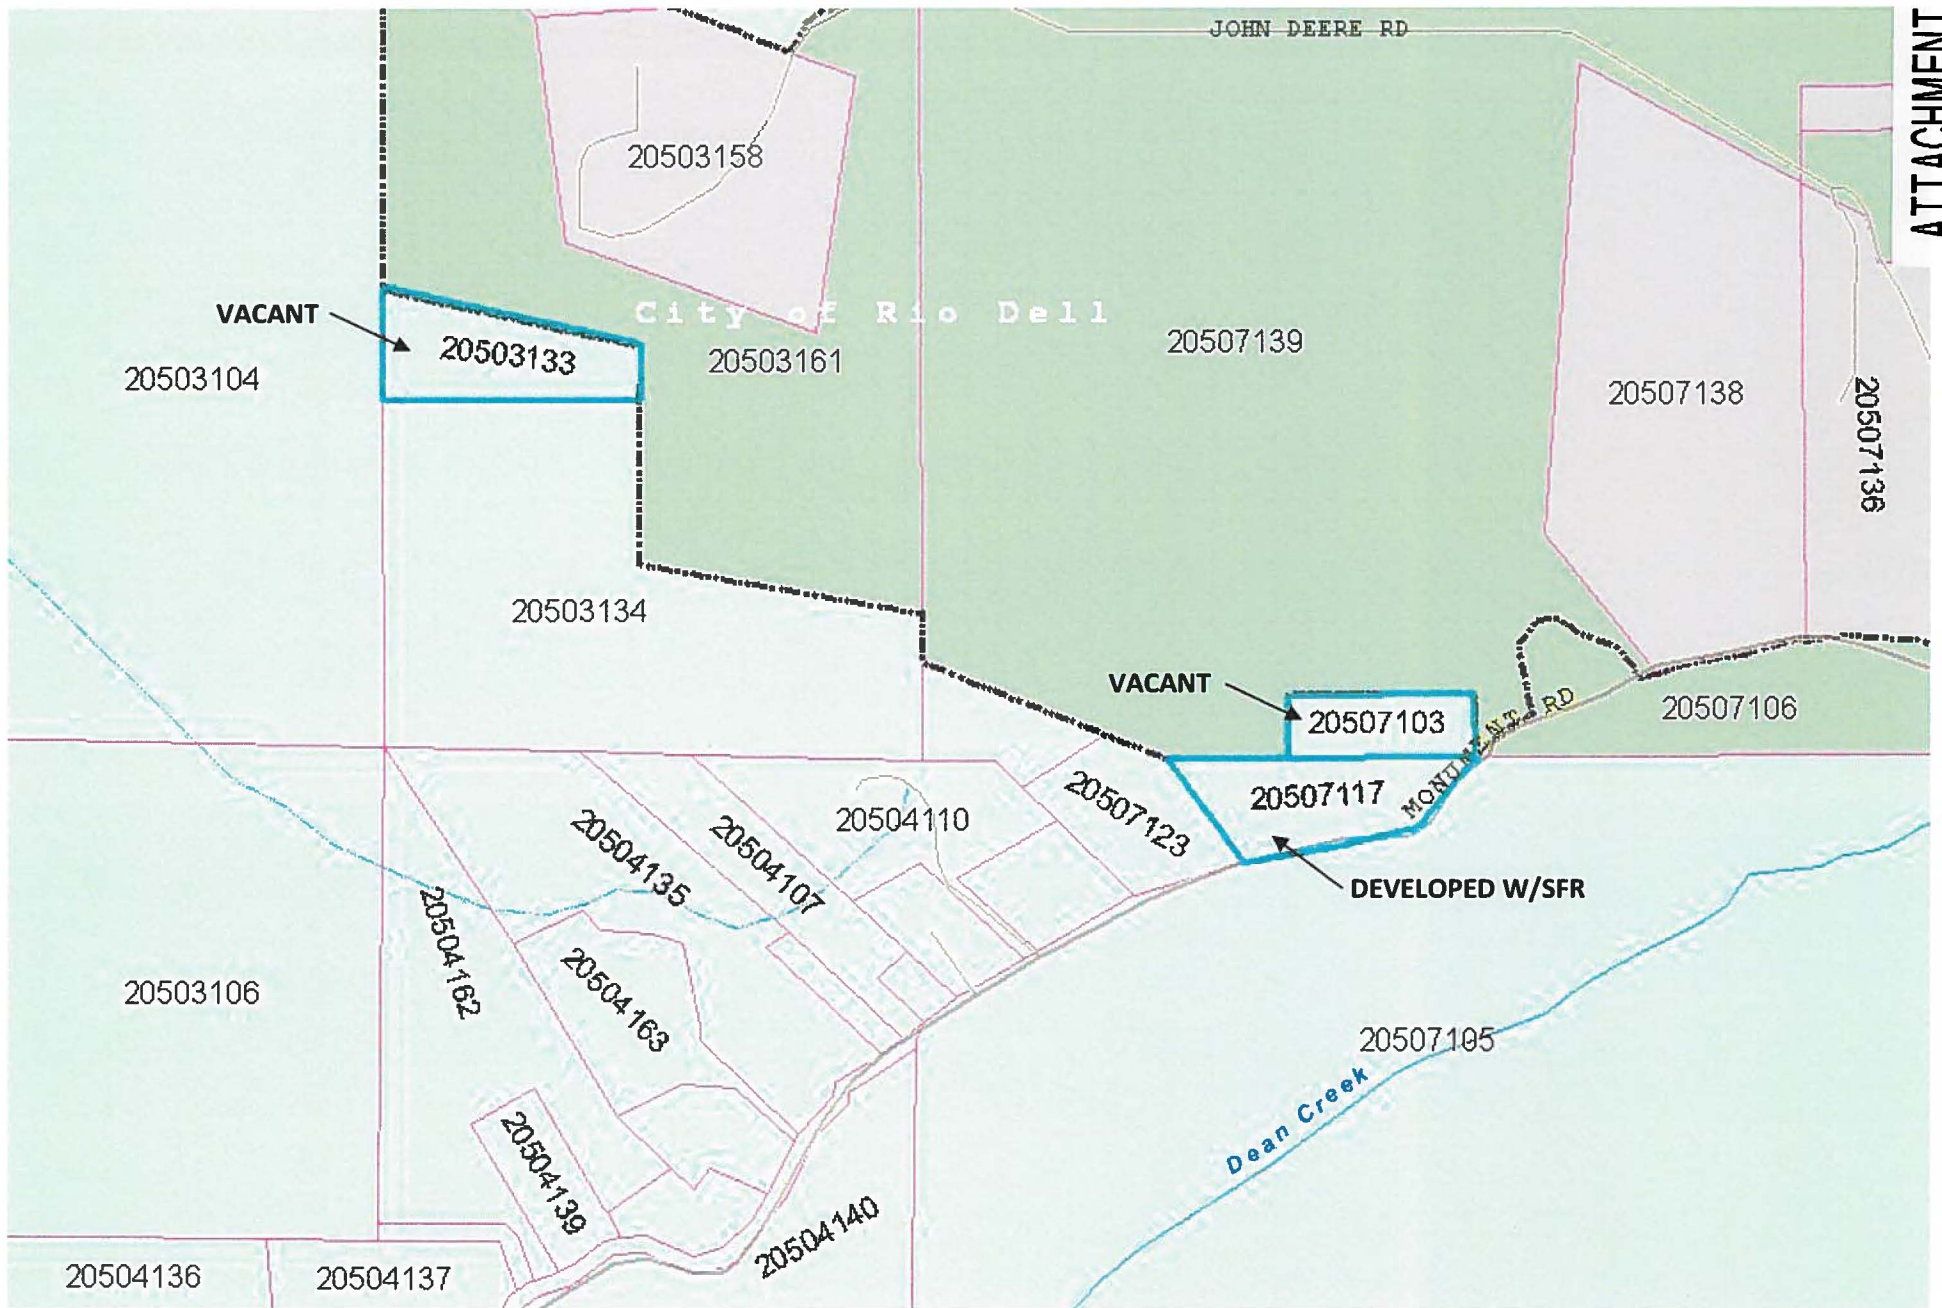 JOHN DEERE RD
ATTACHMENT
20503158
VACANT
City of Rio Dell
20503133
20503161
20507139
20503104
20507138
20507136
20503134
VACANT
20507103
MONUMENT RD
20507106
20507117
20507123
20504110
20504135
20504107
DEVELOPED W/SFR
20504162
20504163
20503106
20507105
Dean Creek
20504139
20504140
20504136
20504137